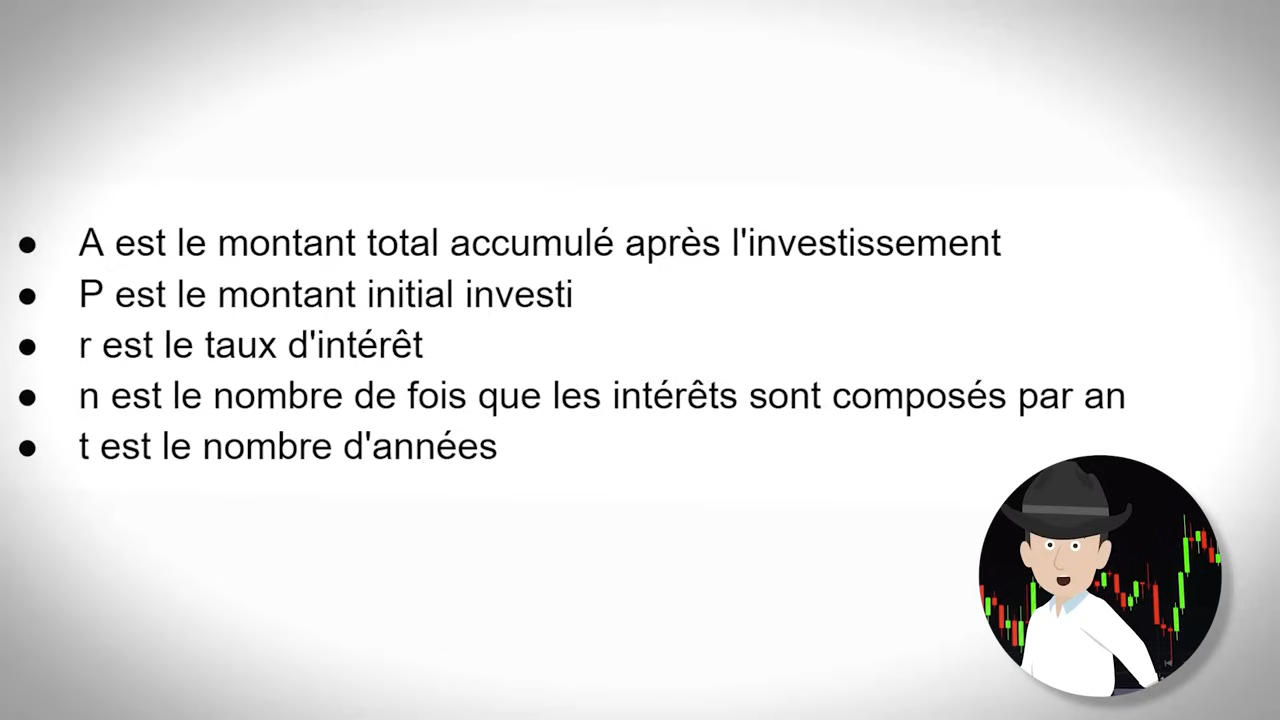 ● A est le montant total accumulé après l'investissement
● P est le montant initial investi
● r est le taux d'intérêt
● n est le nombre de fois que les intérêts sont composés par an
● t est le nombre d'années